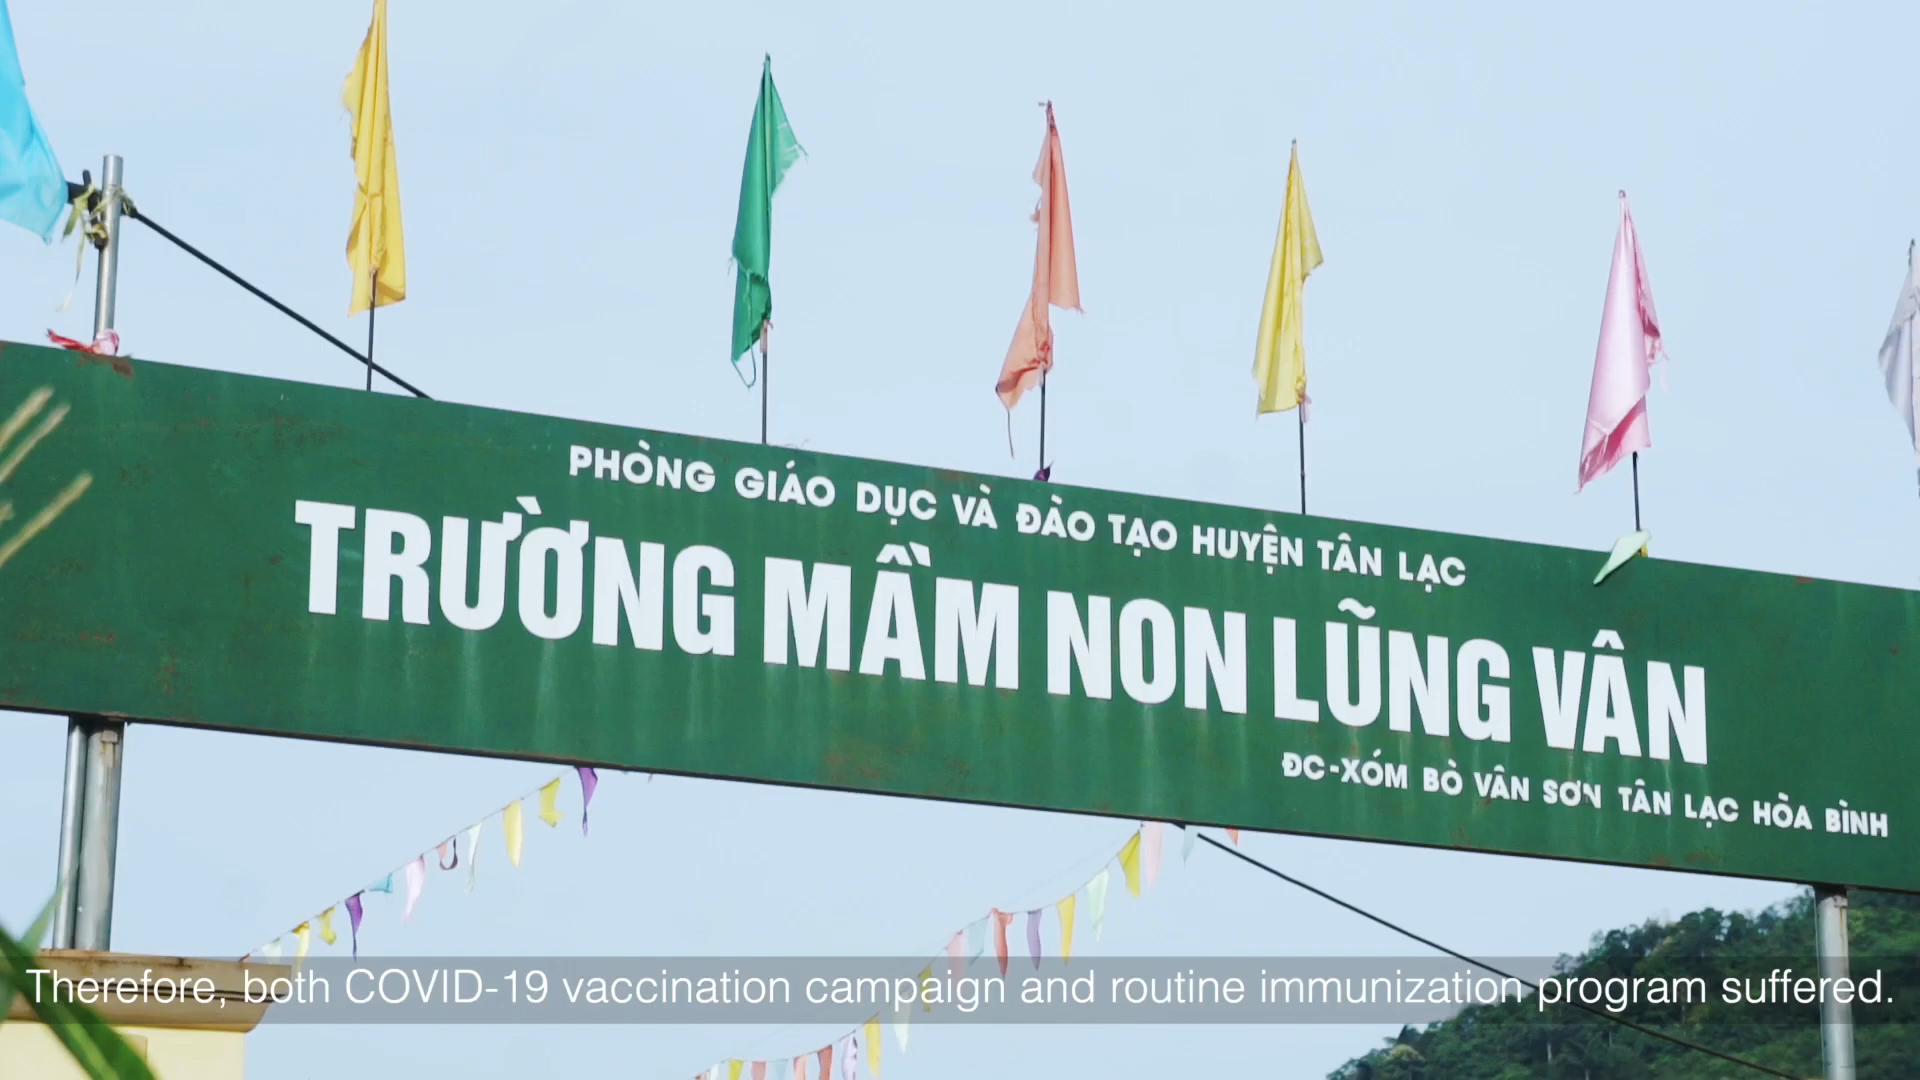 PHÒNG GIÁO DỤC VÀ ĐÀO TẠO HUYỆN TÂN LẠC
TRƯỜNG MẦM NON LŨNG VÂN
ĐC-XÓM BÒ VÂN SƠN TÂN LẠC HÒA BÌNH
Therefore, both COVID-19 vaccination campaign and routine immunization program suffered.